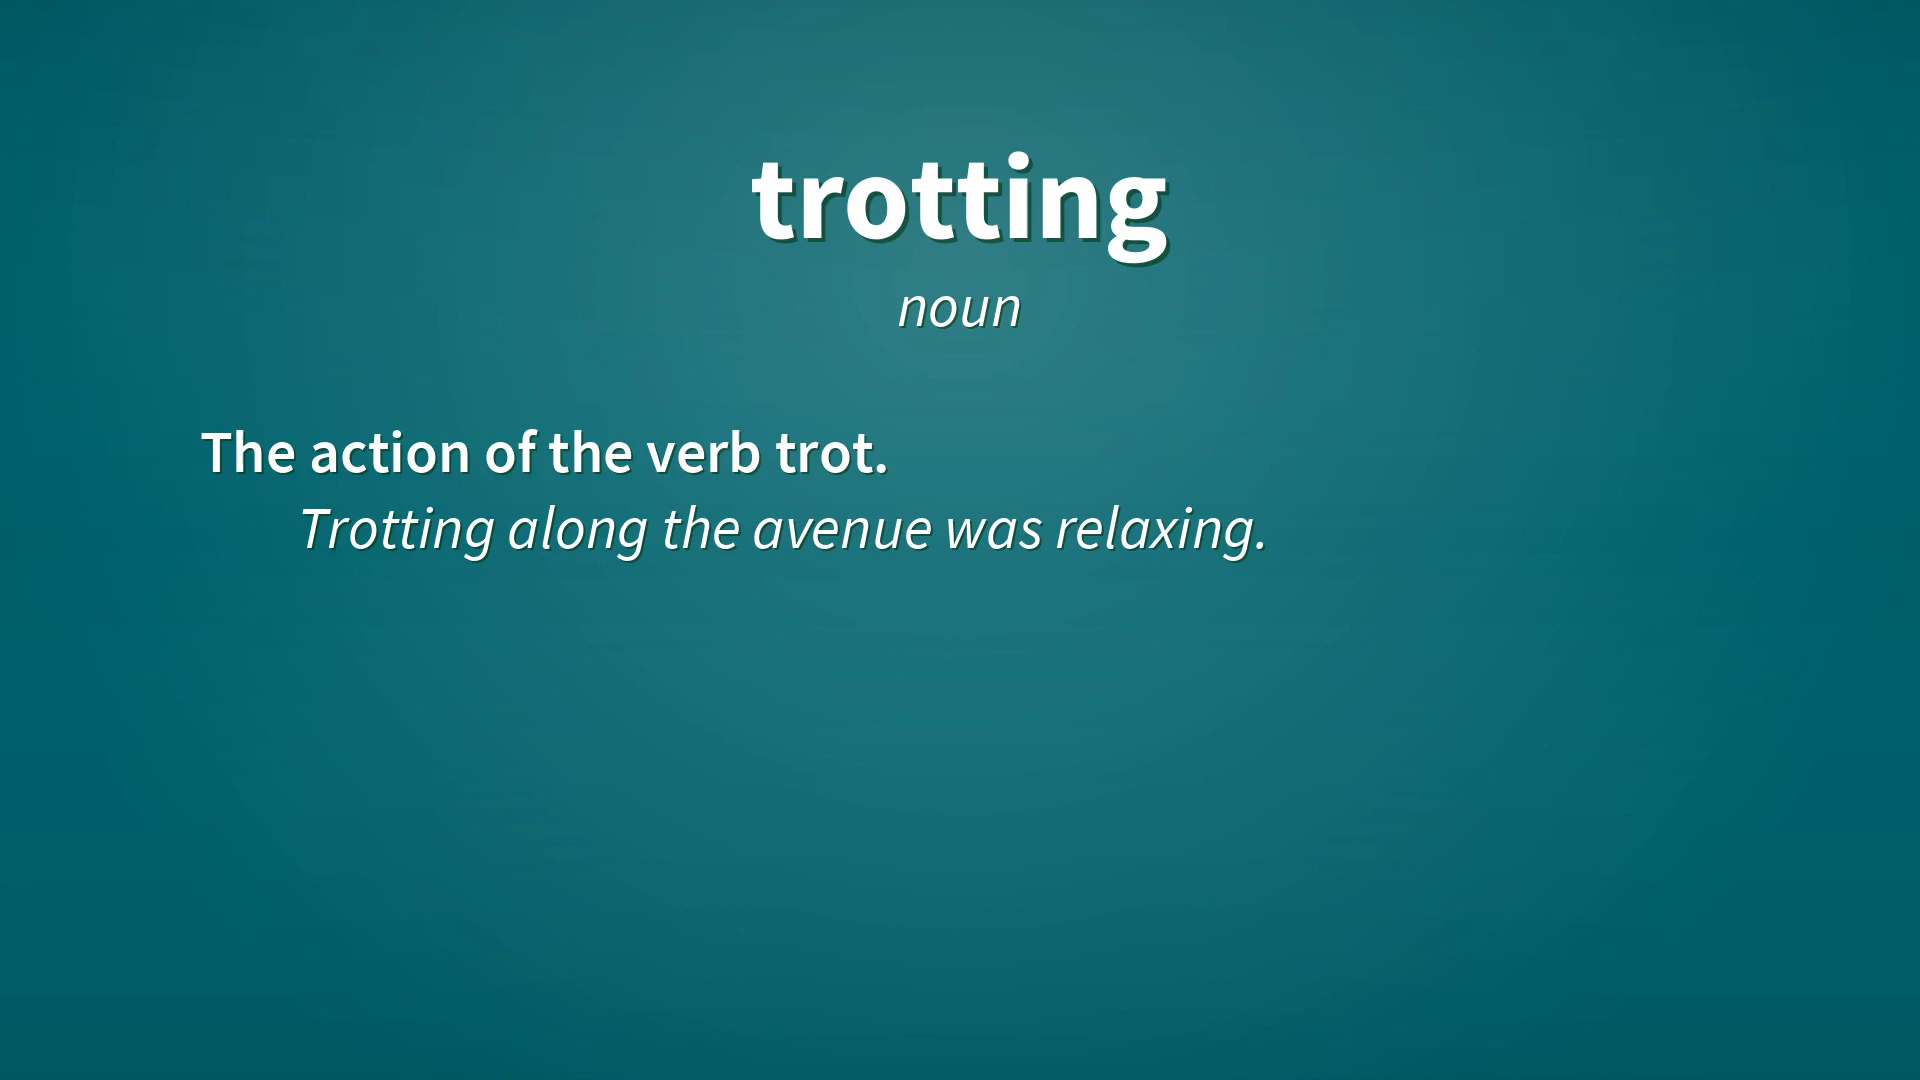 trotting
noun
The action of the verb trot.
Trotting along the avenue was relaxing.